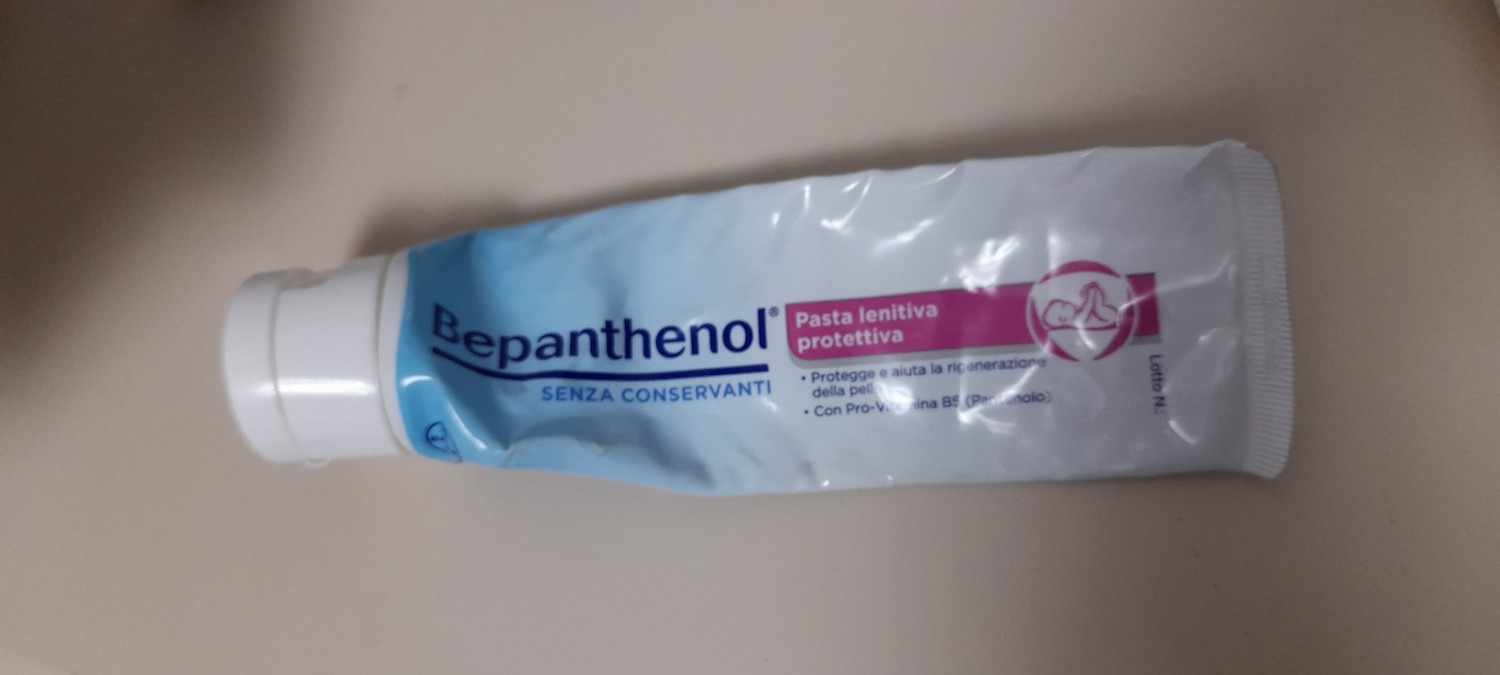 Bepanthenol®
SENZA CONSERVANTI
Pasta lenitiva
protettiva
• Protegge e aiuta la rigenerazione
della pelle
• Con Pro-Vitamina B5 (Pantenolo)
Lotto N.: